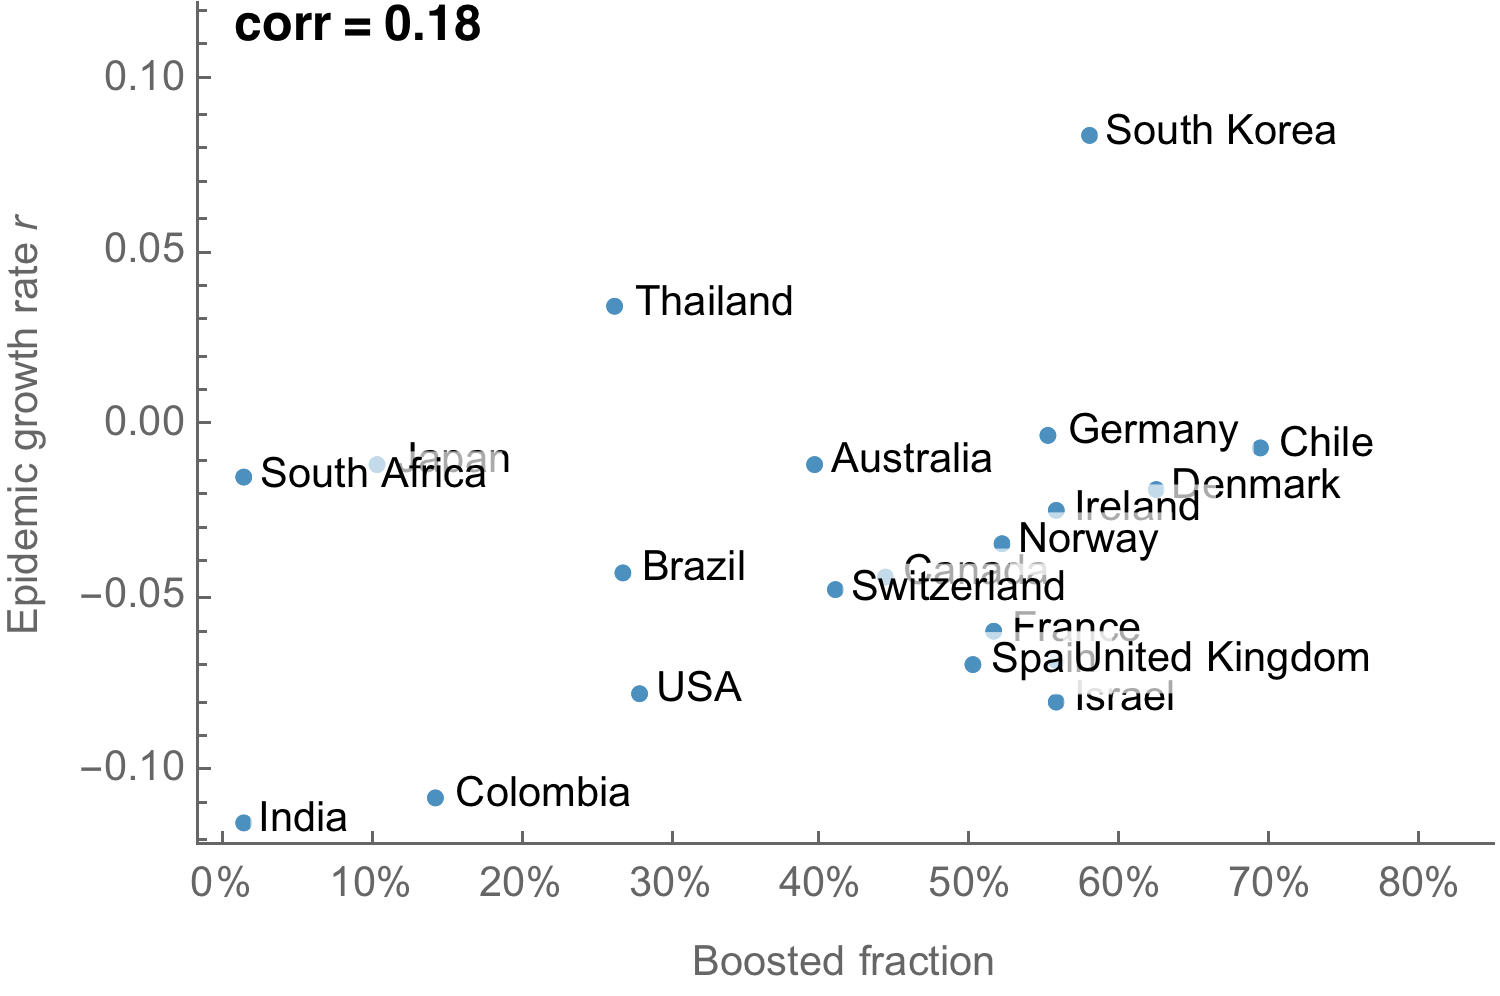 corr = 0.18
0.10
South Korea
0.05
Thailand
0.00
Germany
Chile
Japan
Australia
South Africa
Denmark
Ireland
Norway
Brazil
Canada
Switzerland
−0.05
France
Spain
United Kingdom
USA
Israel
−0.10
Colombia
India
0%
10%
20%
30%
40%
50%
60%
70%
80%
Boosted fraction
Epidemic growth rate r